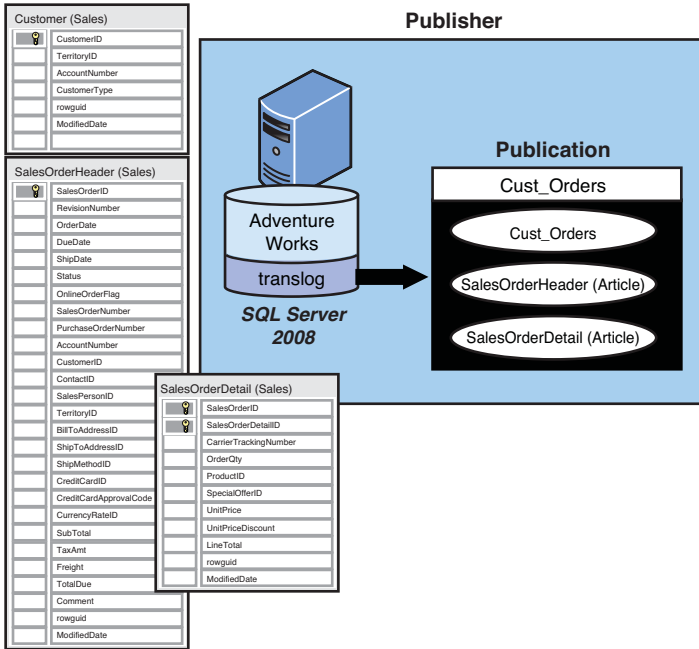 Customer (Sales)
CustomerID
TerritoryID
AccountNumber
CustomerType
rowguid
ModifiedDate
SalesOrderHeader (Sales)
SalesOrderID
RevisionNumber
OrderDate
DueDate
ShipDate
Status
OnlineOrderFlag
SalesOrderNumber
PurchaseOrderNumber
AccountNumber
CustomerID
ContactID
SalesPersonID
TerritoryID
BillToAddressID
ShipToAddressID
ShipMethodID
CreditCardID
CreditCardApprovalCode
CurrencyRateID
SubTotal
TaxAmt
Freight
TotalDue
Comment
rowguid
ModifiedDate
SalesOrderDetail (Sales)
SalesOrderID
SalesOrderDetailID
CarrierTrackingNumber
OrderQty
ProductID
SpecialOfferID
UnitPrice
UnitPriceDiscount
LineTotal
rowguid
ModifiedDate
Publisher
Adventure
Works
translog
SQL Server
2008
Publication
Cust_Orders
Cust_Orders
SalesOrderHeader (Article)
SalesOrderDetail (Article)